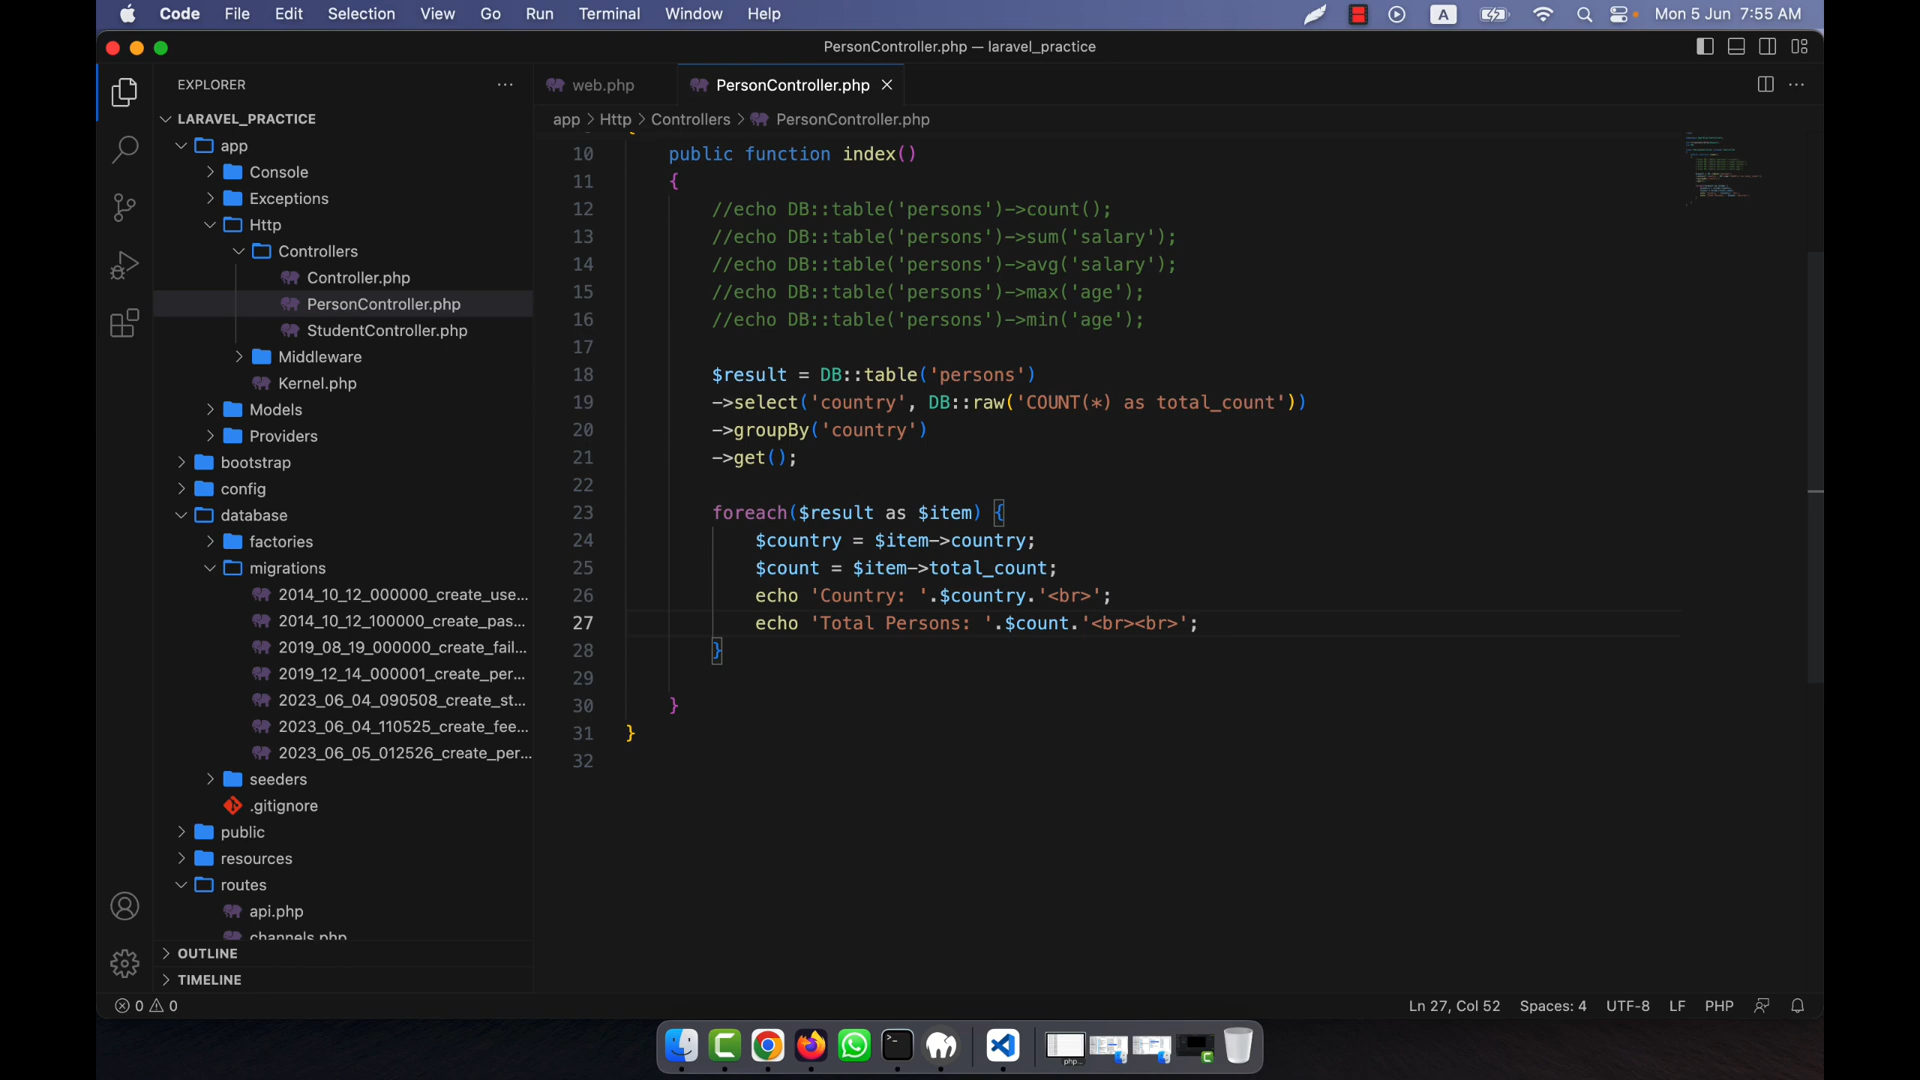 Code File Edit Selection View Go Run Terminal Window Help
A
Mon 5 Jun 7:55 AM
PersonController.php — laravel_practice
EXPLORER
LARAVEL_PRACTICE
app
Console
Exceptions
Http
Controllers
Controller.php
PersonController.php
StudentController.php
Middleware
Kernel.php
Models
Providers
bootstrap
config
database
factories
migrations
2014_10_12_000000_create_use...
2014_10_12_100000_create_pas...
2019_08_19_000000_create_fail...
2019_12_14_000001_create_per...
2023_06_04_090508_create_st...
2023_06_04_110525_create_fee...
2023_06_05_012526_create_per...
seeders
.gitignore
public
resources
routes
api.php
channels.php
OUTLINE
TIMELINE
web.php
PersonController.php
app > Http > Controllers > PersonController.php
10 public function index()
11 {
12 //echo DB::table('persons')->count();
13 //echo DB::table('persons')->sum('salary');
14 //echo DB::table('persons')->avg('salary');
15 //echo DB::table('persons')->max('age');
16 //echo DB::table('persons')->min('age');
17
18 $result = DB::table('persons')
19 ->select('country', DB::raw('COUNT(*) as total_count'))
20 ->groupBy('country')
21 ->get();
22
23 foreach($result as $item) {
24 $country = $item->country;
25 $count = $item->total_count;
26 echo 'Country: '.$country.'<br>';
27 echo 'Total Persons: '.$count.'<br><br>';
28 }
29
30 }
31 }
32
0 0
Ln 27, Col 52 Spaces: 4 UTF-8 LF PHP
php...